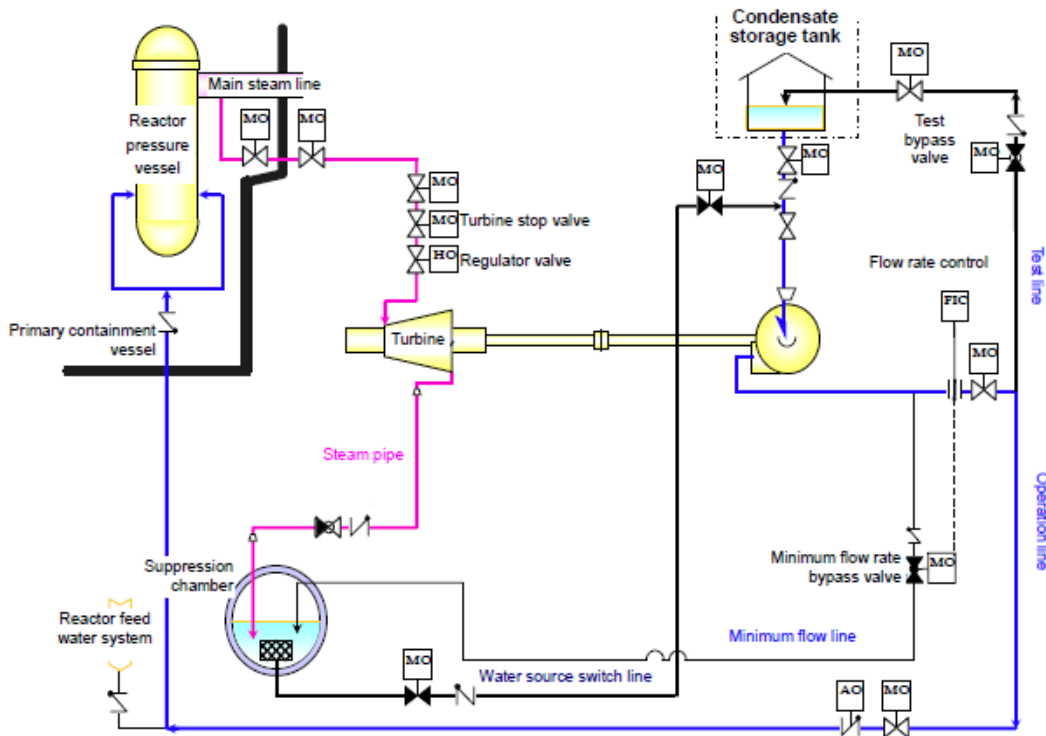 Condensate
storage tank
Main steam line
Reactor
pressure
vessel
MO
MO
MO
MO
MO
MO
Test
bypass
valve
MO
MO
Turbine stop valve
HO
Regulator valve
Flow rate control
Test line
FIC
Primary containment
vessel
Turbine
MO
Steam pipe
Operation line
Suppression
chamber
Minimum flow rate
bypass valve
MO
Reactor feed
water system
Minimum flow line
MO
Water source switch line
AO
MO